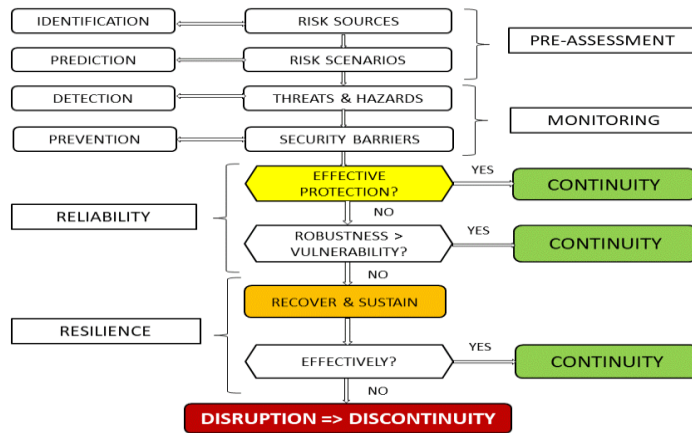 IDENTIFICATION
RISK SOURCES
PRE-ASSESSMENT
PREDICTION
RISK SCENARIOS
DETECTION
THREATS & HAZARDS
MONITORING
PREVENTION
SECURITY BARRIERS
EFFECTIVE
PROTECTION?
YES
CONTINUITY
NO
RELIABILITY
ROBUSTNESS >
VULNERABILITY?
YES
CONTINUITY
NO
RECOVER & SUSTAIN
RESILIENCE
EFFECTIVELY?
YES
CONTINUITY
NO
DISRUPTION => DISCONTINUITY